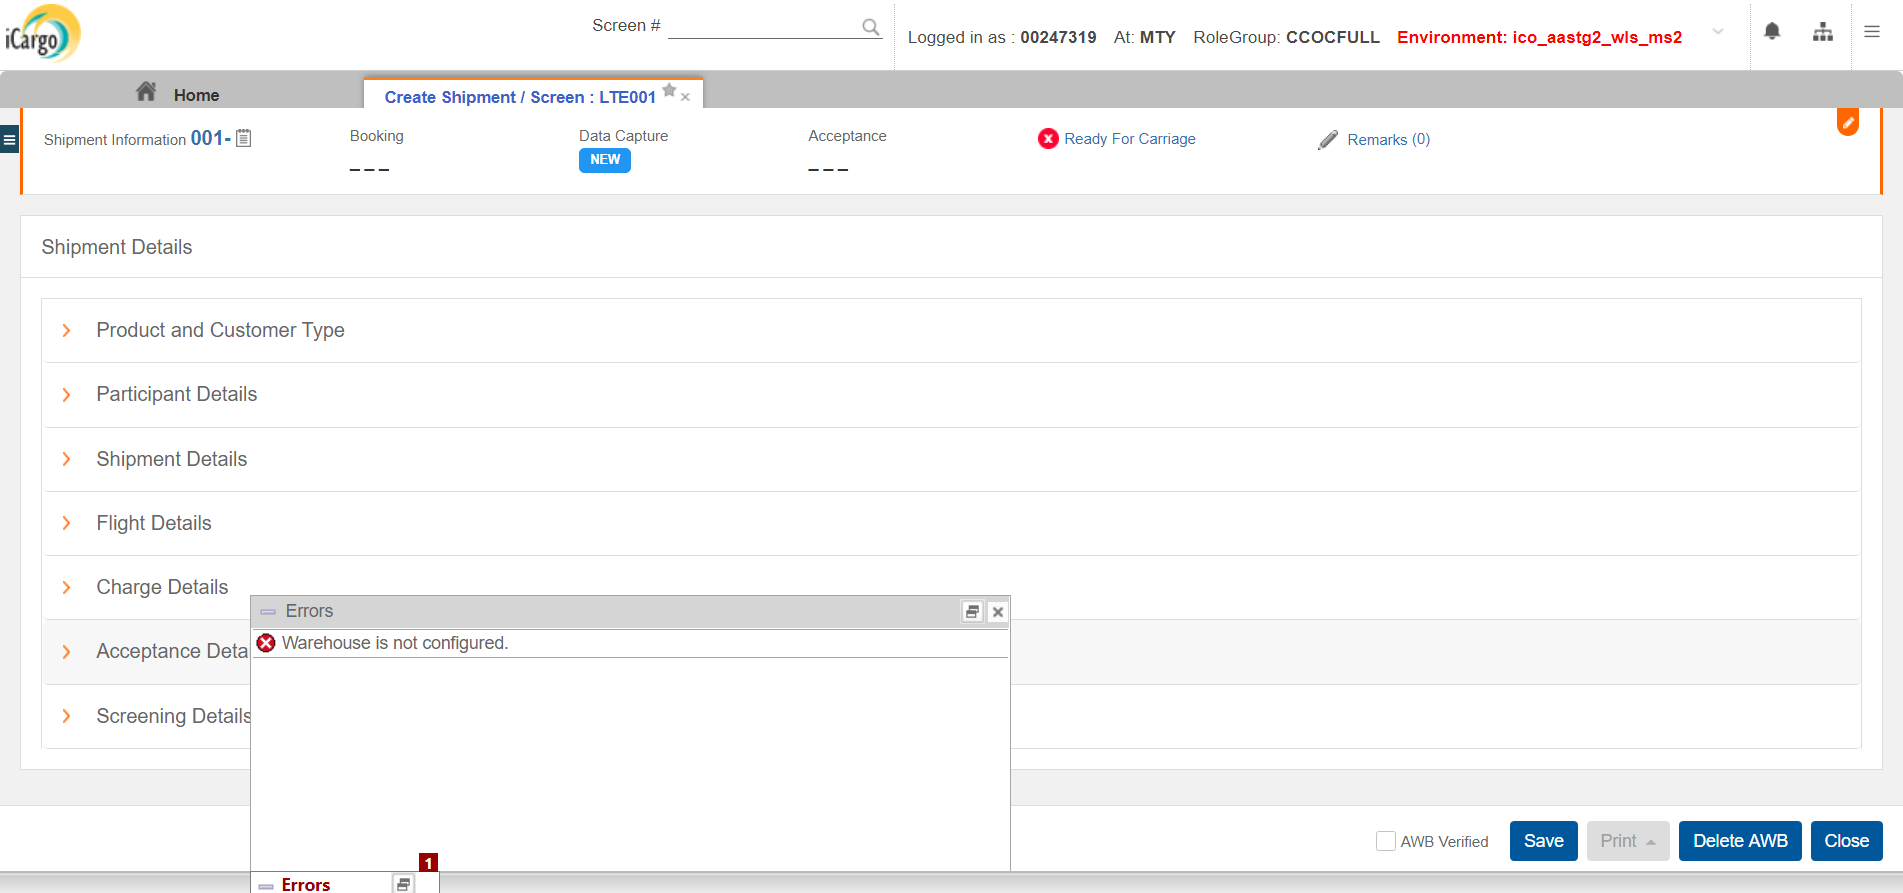 iCargo
Screen #
Logged in as : 00247319 At: MTY RoleGroup: CCOCFULL Environment: ico_aastg2_wls_ms2
Home
Create Shipment / Screen : LTE001
Shipment Information 001-
Booking
Data Capture
Acceptance
Ready For Carriage
Remarks (0)
– – –
NEW
– – –
Shipment Details
Product and Customer Type
Participant Details
Shipment Details
Flight Details
Charge Details
Errors
Warehouse is not configured.
Acceptance Deta
Screening Details
AWB Verified
Save
Print
Delete AWB
Close
1
Errors